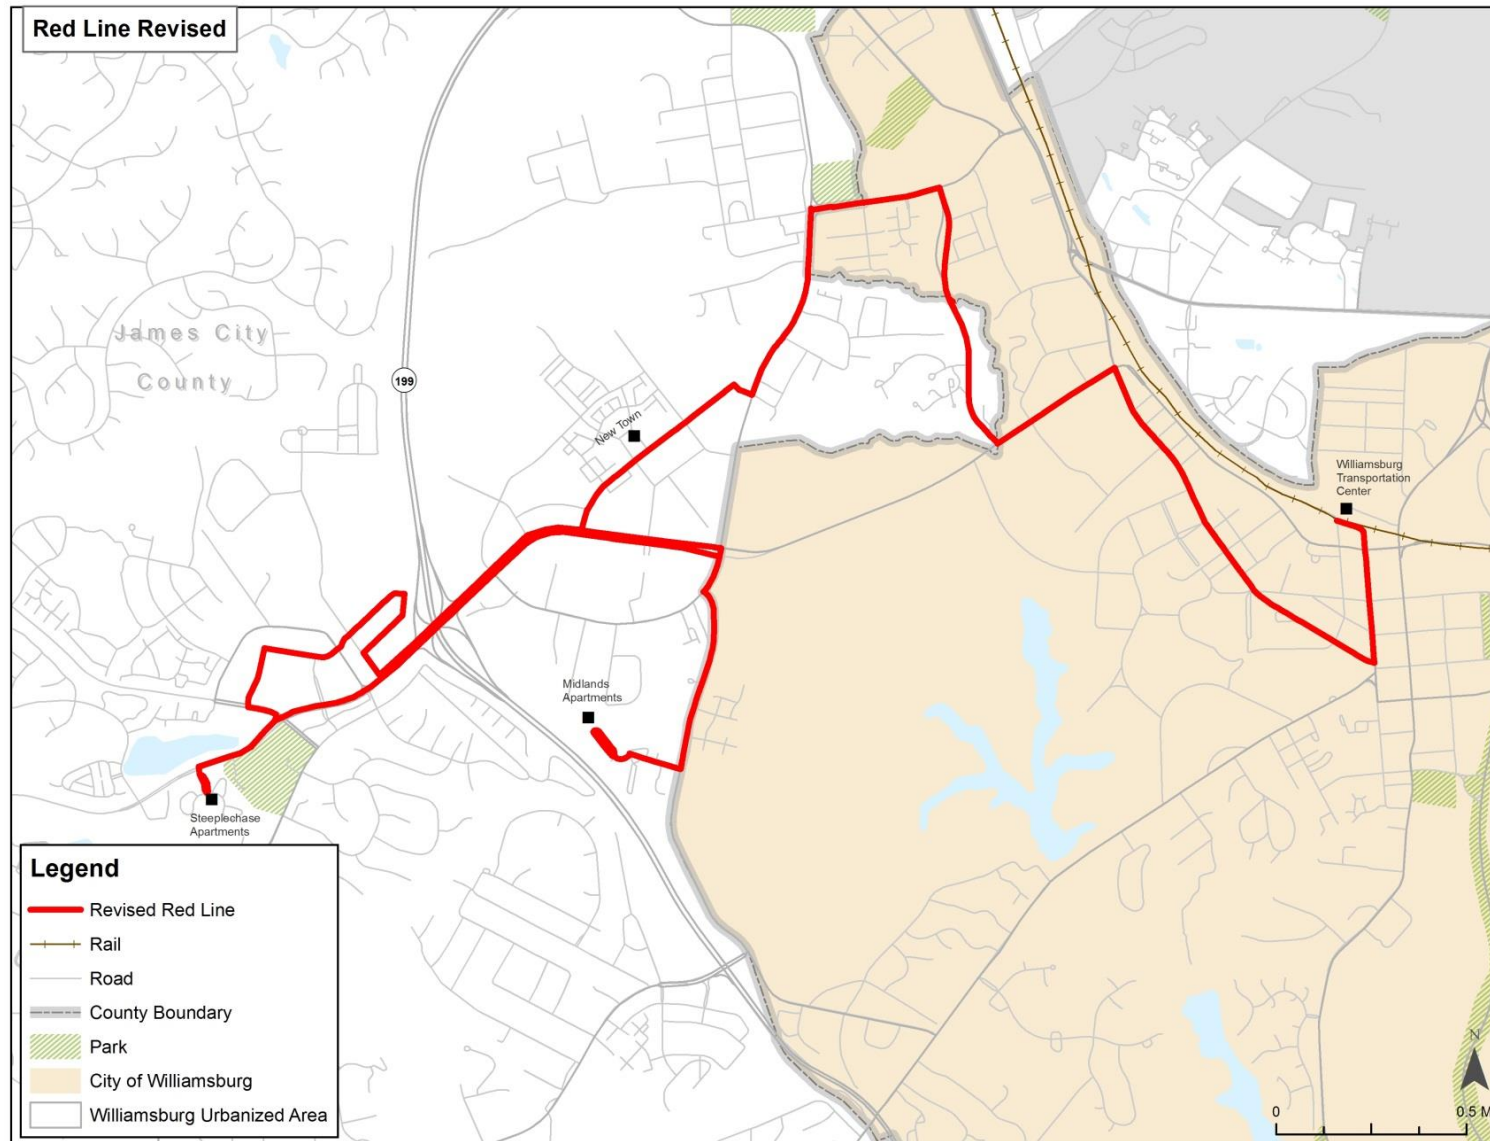 Red Line Revised
James City
County
199
New Town
Williamsburg
Transportation
Center
Midlands
Apartments
Steeplechase
Apartments
Legend
Revised Red Line
Rail
Road
County Boundary
Park
City of Williamsburg
Williamsburg Urbanized Area
N
0 0.5 M